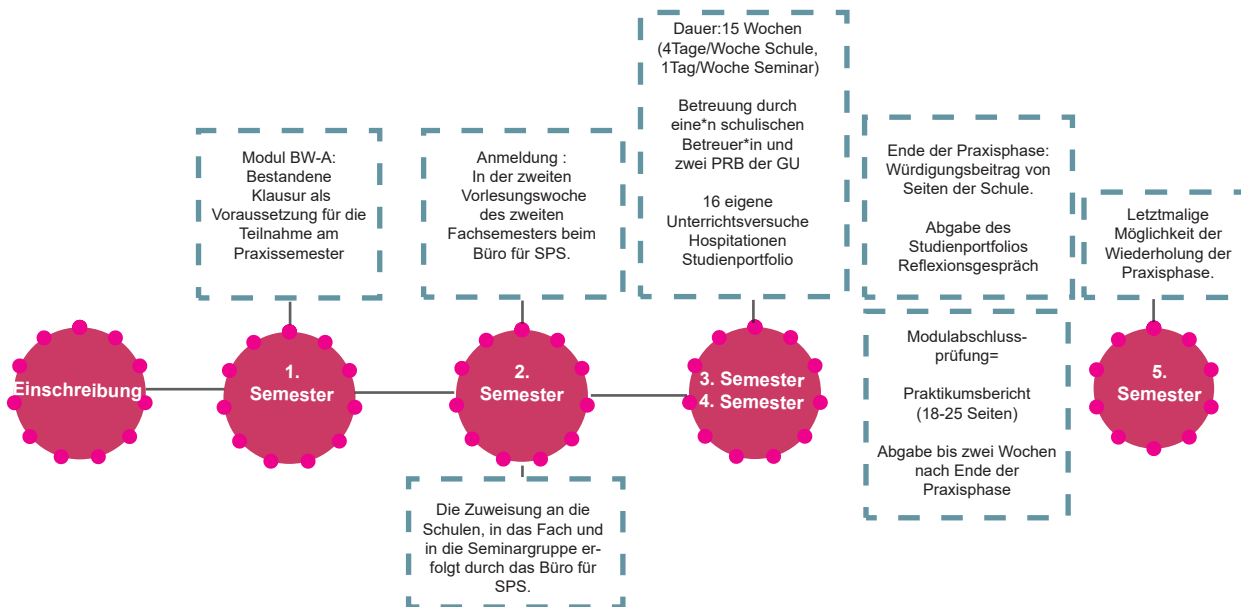 Einschreibung
Modul BW-A:
Bestandene
Klausur als
Voraussetzung für die
Teilnahme am
Praxissemester
1.
Semester
Anmeldung :
In der zweiten
Vorlesungswoche
des zweiten
Fachsemesters beim
Büro für SPS.
2.
Semester
Die Zuweisung an die
Schulen, in das Fach und
in die Seminargruppe er-
folgt durch das Büro für
SPS.
Dauer:15 Wochen
(4Tage/Woche Schule,
1Tag/Woche Seminar)
Betreuung durch
eine*n schulischen
Betreuer*in und
zwei PRB der GU
16 eigene
Unterrichtsversuche
Hospitationen
Studienportfolio
3. Semester
4. Semester
Ende der Praxisphase:
Würdigungsbeitrag von
Seiten der Schule.
Abgabe des
Studienportfolios
Reflexionsgespräch
Modulabschluss-
prüfung=
Praktikumsbericht
(18-25 Seiten)
Abgabe bis zwei Wochen
nach Ende der
Praxisphase
Letztmalige
Möglichkeit der
Wiederholung der
Praxisphase.
5.
Semester